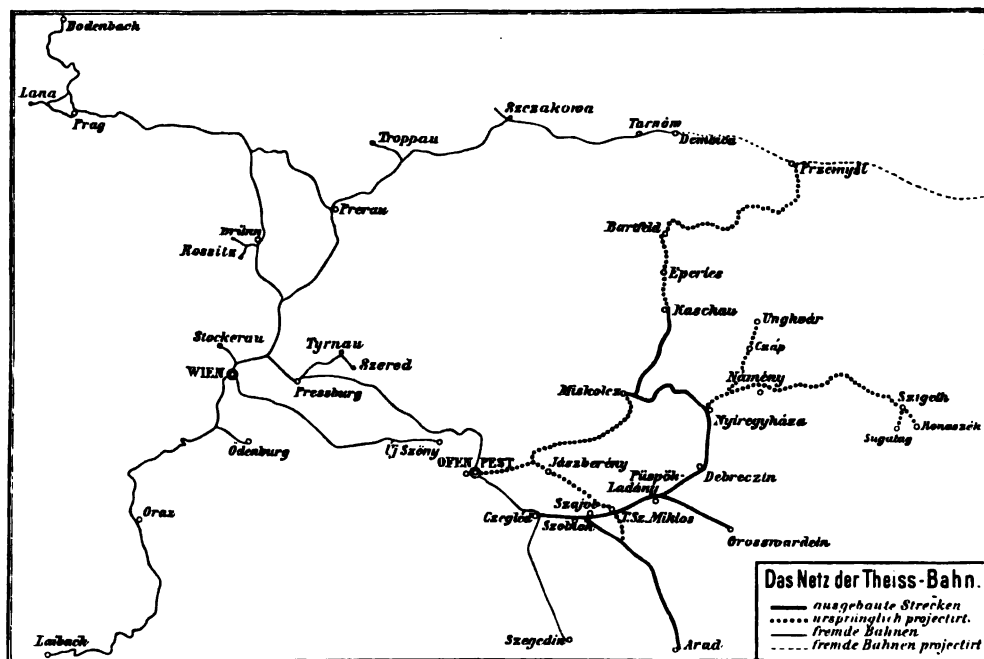 Bodenbach
Lana
Prag
Szczakowa
Troppau
Tarnów
Dembica
Przemysl
Prerau
Brünn
Rossitz
Bartfeld
Eperies
Kaschau
Unghvár
Czáp
Stockerau
Tyrnau
Szered
WIEN
Pressburg
Námény
Miskolcz
Szigeth
Nyiregyháza
Sugatag
Ronaszék
Ödenburg
Uj Szöny
OFEN PEST
Jászberény
Püspök-
Ladány
Debreczin
Graz
Czegléd
Szajol
Szolnok
T.Sz. Miklos
Grosswardein
Laibach
Szegedin
Arad
Das Netz der Theiss-Bahn.
ausgebaute Strecken
ursprünglich projectirt.
fremde Bahnen
fremde Bahnen projectirt